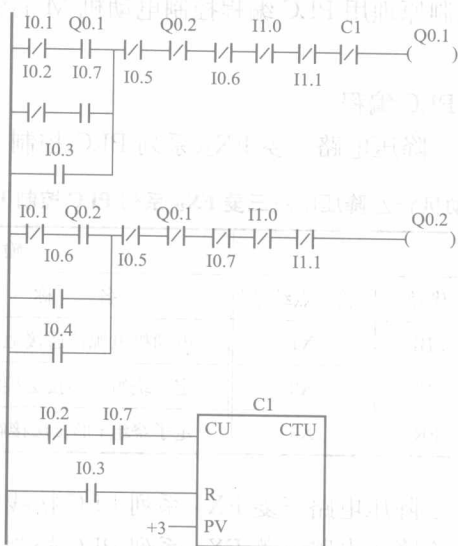 I0.1 Q0.1 Q0.2 I1.0 C1 Q0.1
I0.2 I0.7 I0.5 I0.6 I1.1
I0.3
I0.1 Q0.2 Q0.1 I1.0 Q0.2
I0.6 I0.5 I0.7 I1.1
I0.4
C1
I0.2 I0.7
CU CTU
I0.3
R
+3 PV